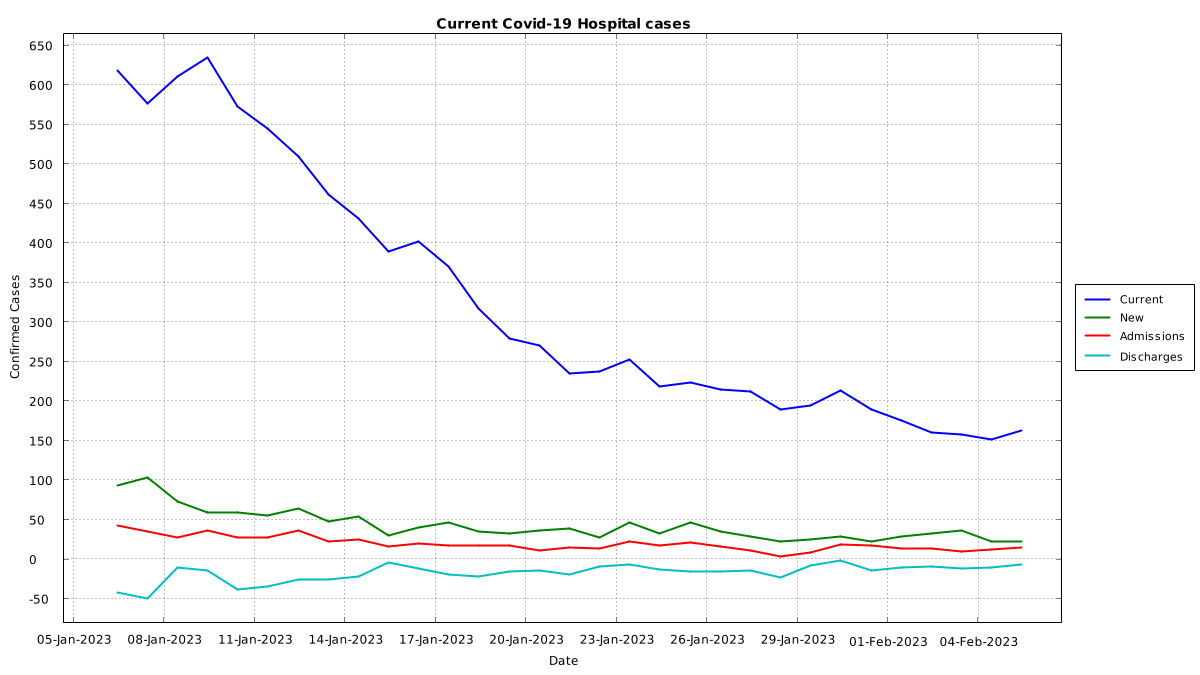 Current Covid-19 Hospital cases
650
600
550
500
450
400
350
300
250
200
150
100
50
0
-50
Confirmed Cases
05-Jan-2023 08-Jan-2023 11-Jan-2023 14-Jan-2023 17-Jan-2023 20-Jan-2023 23-Jan-2023 26-Jan-2023 29-Jan-2023 01-Feb-2023 04-Feb-2023
Date
Current
New
Admissions
Discharges